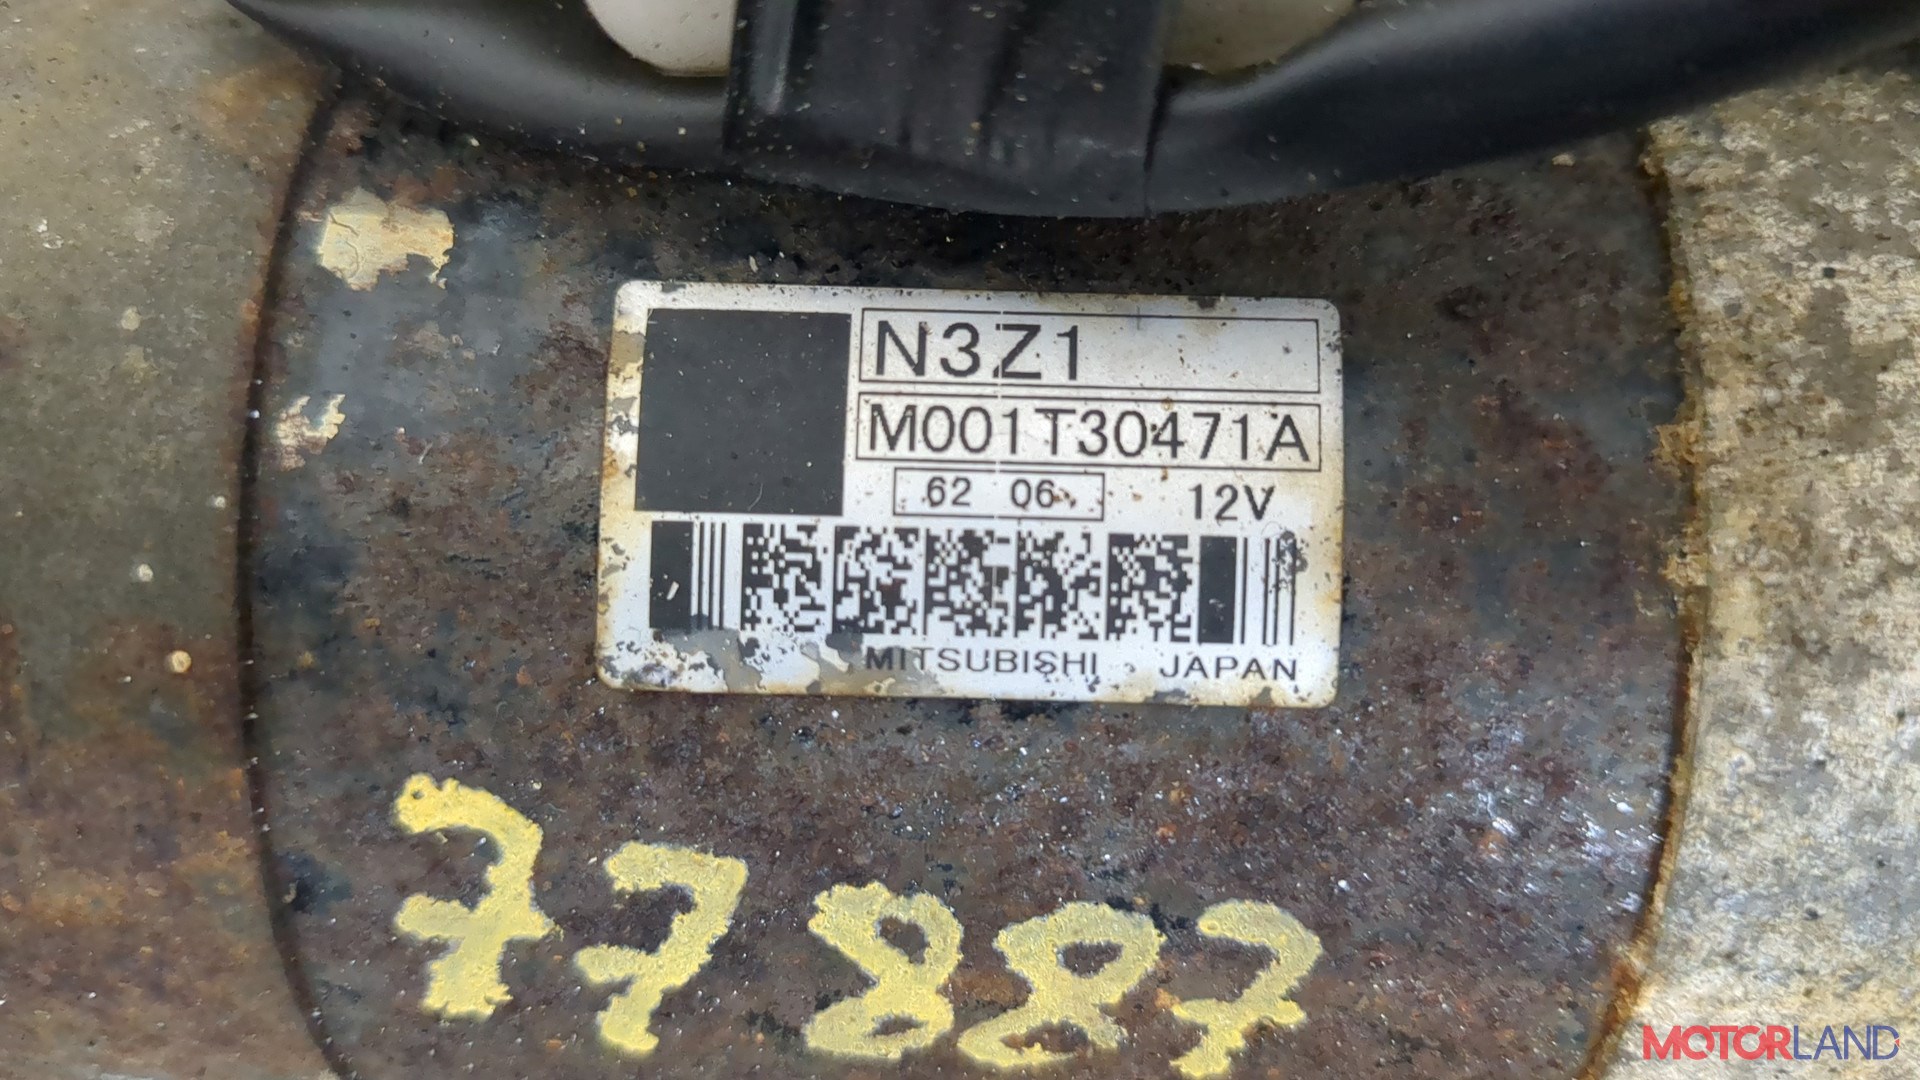 N3Z1
M001T30471A
62 06 12V
MITSUBISHI JAPAN
77887
MOTORLAND